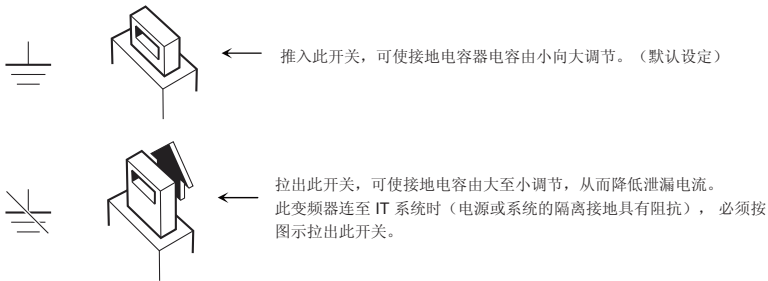 推入此开关，可使接地电容器电容由小向大调节。（默认设定）
拉出此开关，可使接地电容由大至小调节，从而降低泄漏电流。
此变频器连至 IT 系统时（电源或系统的隔离接地具有阻抗）， 必须按
图示拉出此开关。